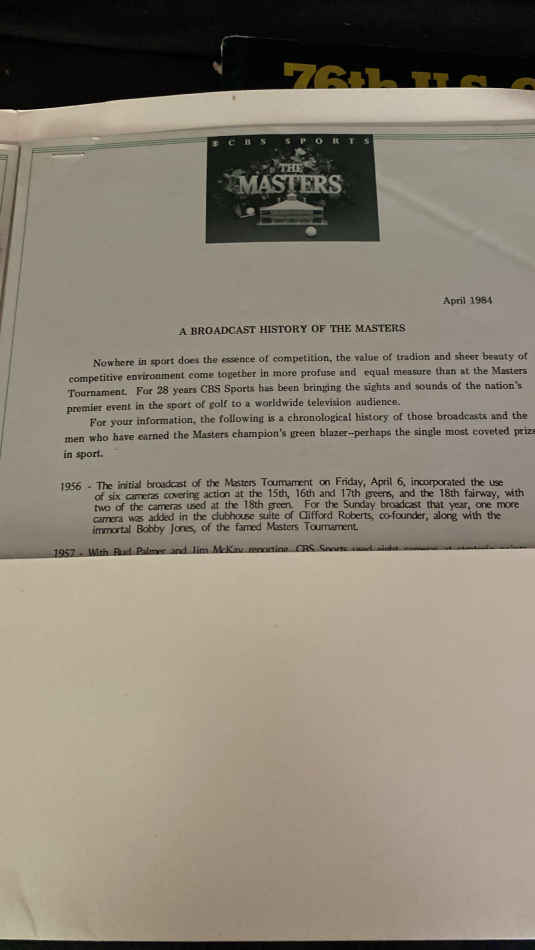 76th U.S. O
CBS SPORTS
THE
MASTERS
April 1984
A BROADCAST HISTORY OF THE MASTERS
Nowhere in sport does the essence of competition, the value of tradion and sheer beauty of
competitive environment come together in more profuse and equal measure than at the Masters
Tournament. For 28 years CBS Sports has been bringing the sights and sounds of the nation's
premier event in the sport of golf to a worldwide television audience.
For your information, the following is a chronological history of those broadcasts and the
men who have earned the Masters champion's green blazer--perhaps the single most coveted prize
in sport.
1956 - The initial broadcast of the Masters Tournament on Friday, April 6, incorporated the use
of six cameras covering action at the 15th, 16th and 17th greens, and the 18th fairway, with
two of the cameras used at the 18th green. For the Sunday broadcast that year, one more
camera was added in the clubhouse suite of Clifford Roberts, co-founder, along with the
immortal Bobby Jones, of the famed Masters Tournament.
1957 - With Bud Palmer and Jim McKay reporting, CBS Sports used eight cameras at